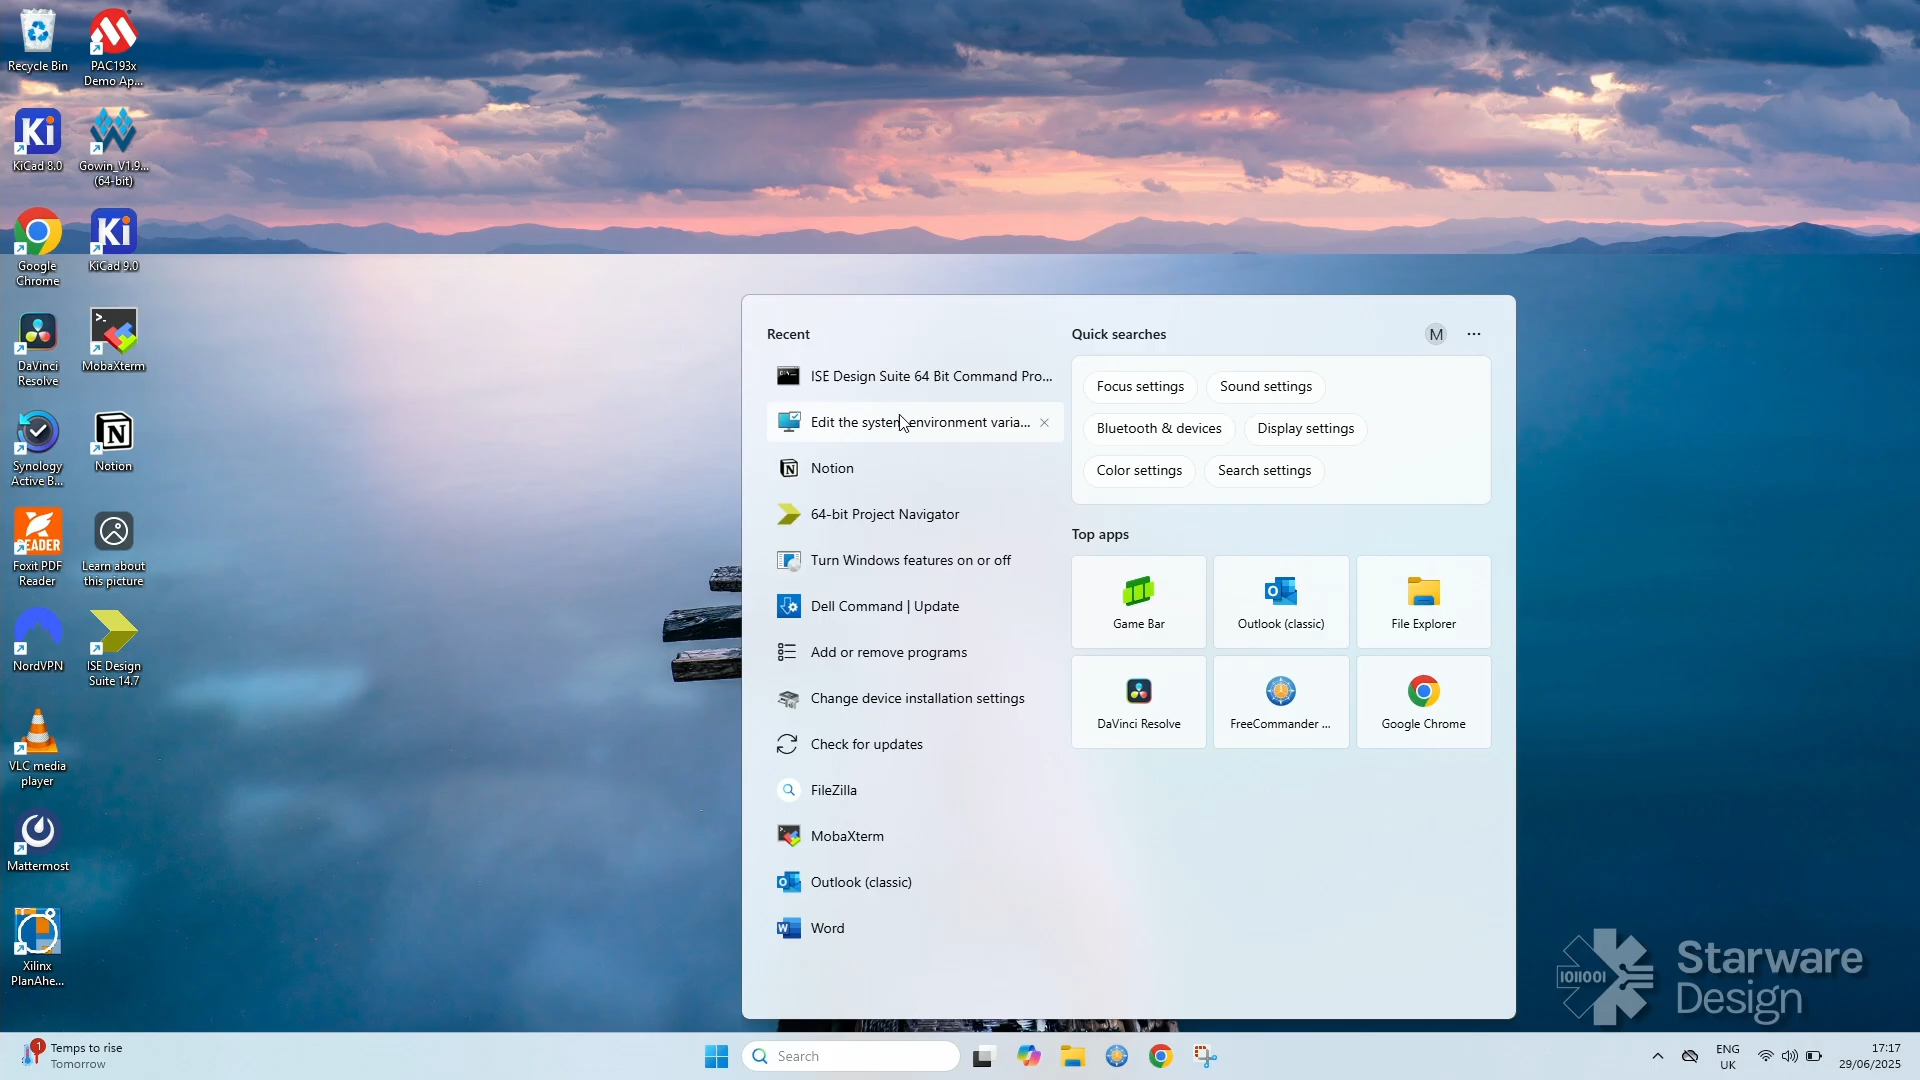 Recycle Bin
PAC193x
Demo Ap...
KiCad 8.0
Gowin_V1.9...
(64-bit)
Google
Chrome
KiCad 9.0
DaVinci
Resolve
MobaXterm
Synology
Active B...
Notion
Foxit PDF
Reader
Learn about
this picture
NordVPN
ISE Design
Suite 14.7
VLC media
player
Mattermost
Xilinx
PlanAhe...
Recent
ISE Design Suite 64 Bit Command Pro...
Edit the system environment varia...
Notion
64-bit Project Navigator
Turn Windows features on or off
Dell Command | Update
Add or remove programs
Change device installation settings
Check for updates
FileZilla
MobaXterm
Outlook (classic)
Word
Quick searches
M
Focus settings
Sound settings
Bluetooth & devices
Display settings
Color settings
Search settings
Top apps
Game Bar
Outlook (classic)
File Explorer
DaVinci Resolve
FreeCommander ...
Google Chrome
1011001
Starware
Design
1
Temps to rise
Tomorrow
Search
ENG
UK
17:17
29/06/2025